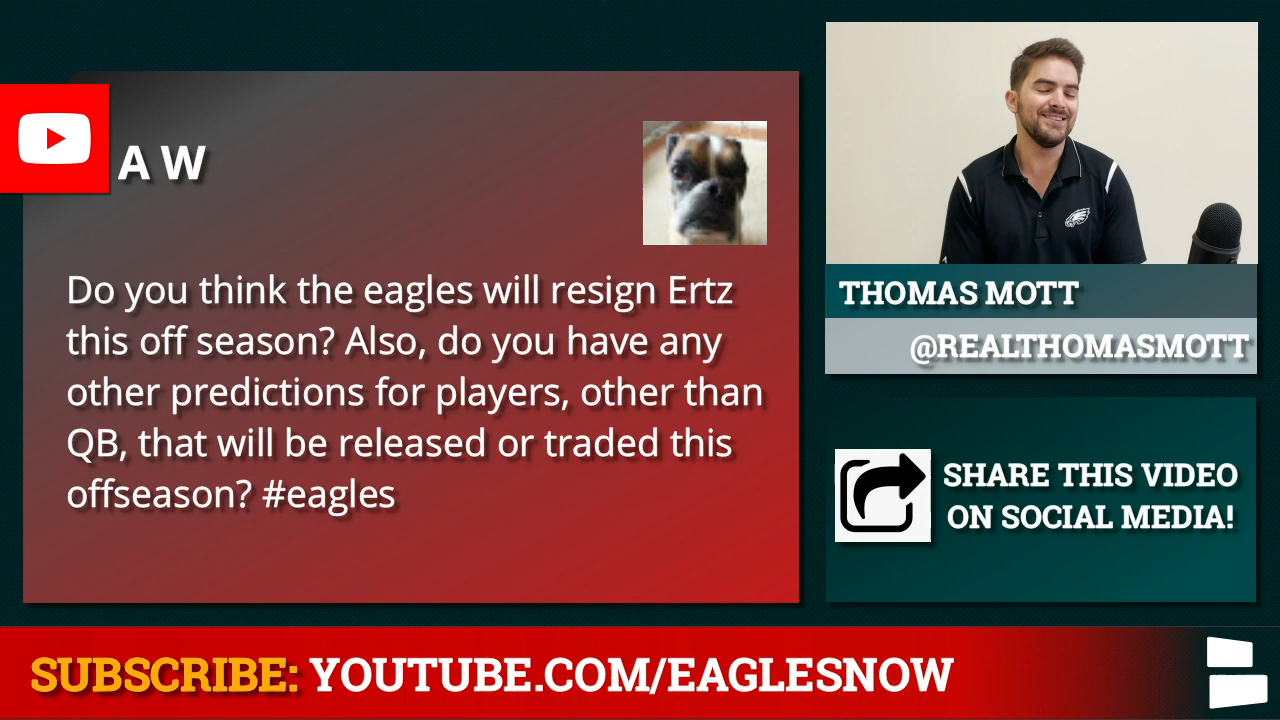 A W
Do you think the eagles will resign Ertz
this off season? Also, do you have any
other predictions for players, other than
QB, that will be released or traded this
offseason? #eagles
THOMAS MOTT
@REALTHOMASMOTT
SHARE THIS VIDEO
ON SOCIAL MEDIA!
SUBSCRIBE: YOUTUBE.COM/EAGLESNOW